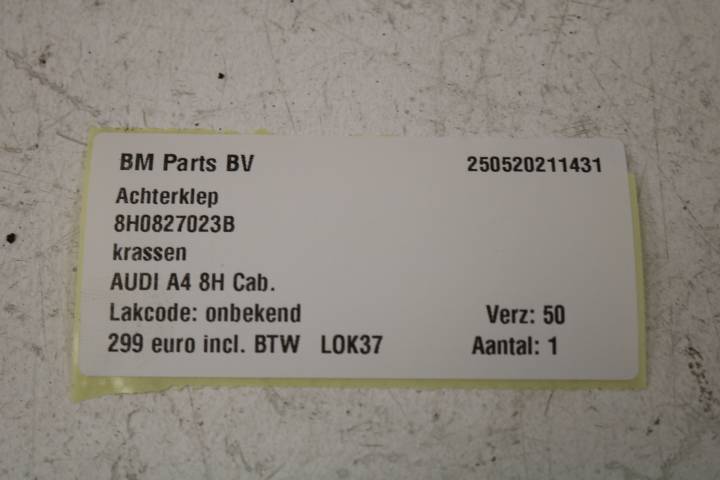 BM Parts BV 250520211431
Achterklep
8H0827023B
krassen
AUDI A4 8H Cab.
Lakcode: onbekend Verz: 50
299 euro incl. BTW LOK37 Aantal: 1